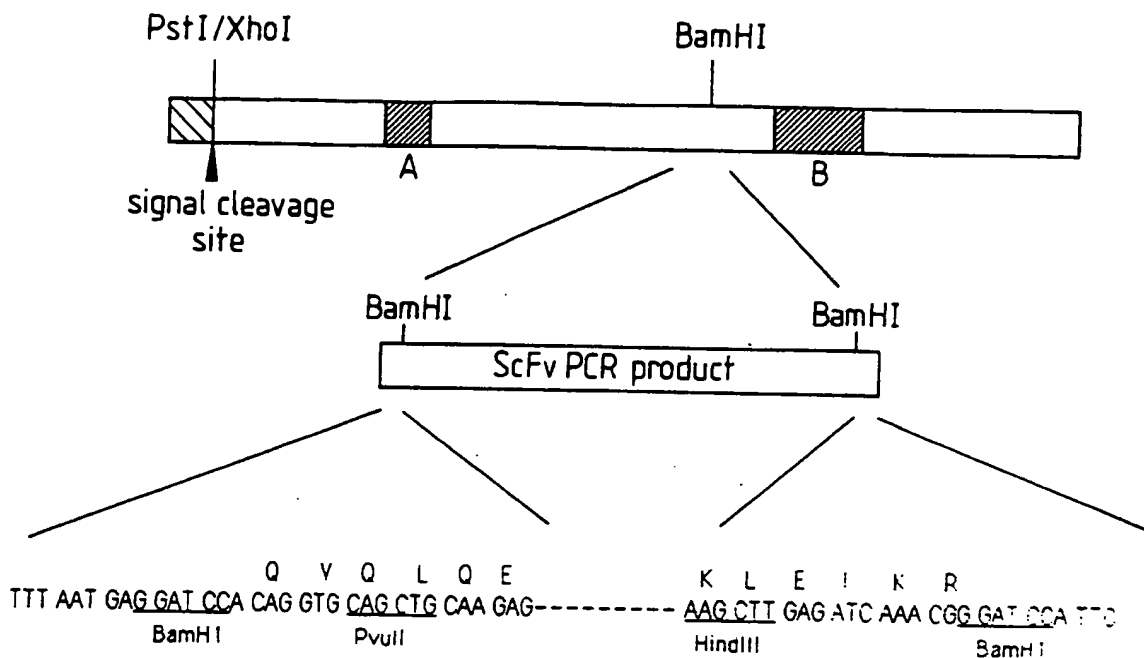 PstI/XhoI
BamHI
A
B
signal cleavage
site
BamHI
BamHI
ScFv PCR product
Q V Q L Q E
K L E I K R
TTT AAT GAG GAT CCA CAG GTG CAG CTG CAA GAG----------- AAG CTT GAG ATC AAA CGG GAT CCA TTC
BamHI
PvuII
HindIII
BamHI